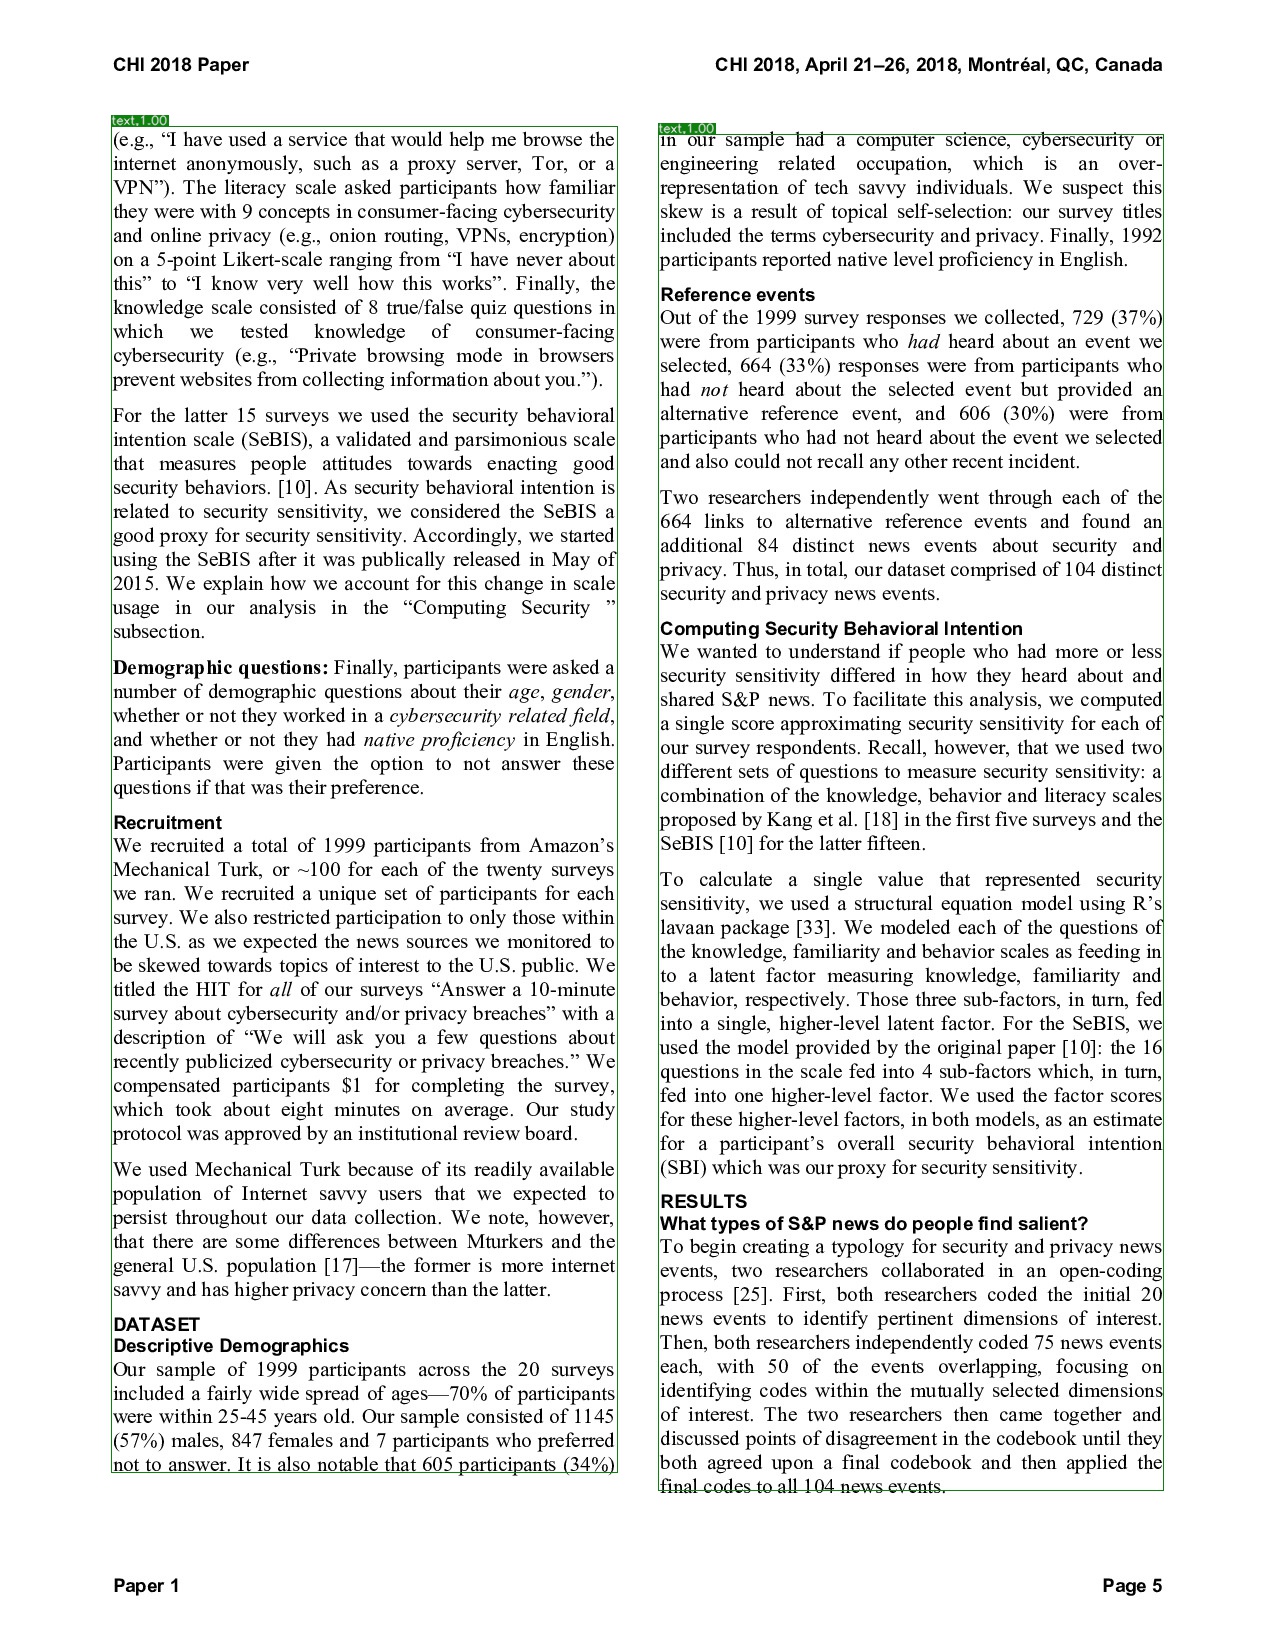 CHI 2018 Paper
CHI 2018, April 21–26, 2018, Montréal, QC, Canada
text,1.00
(e.g., “I have used a service that would help me browse the
internet anonymously, such as a proxy server, Tor, or a
VPN”). The literacy scale asked participants how familiar
they were with 9 concepts in consumer-facing cybersecurity
and online privacy (e.g., onion routing, VPNs, encryption)
on a 5-point Likert-scale ranging from “I have never about
this” to “I know very well how this works”. Finally, the
knowledge scale consisted of 8 true/false quiz questions in
which we tested knowledge of consumer-facing
cybersecurity (e.g., “Private browsing mode in browsers
prevent websites from collecting information about you.”).
For the latter 15 surveys we used the security behavioral
intention scale (SeBIS), a validated and parsimonious scale
that measures people attitudes towards enacting good
security behaviors. [10]. As security behavioral intention is
related to security sensitivity, we considered the SeBIS a
good proxy for security sensitivity. Accordingly, we started
using the SeBIS after it was publically released in May of
2015. We explain how we account for this change in scale
usage in our analysis in the “Computing Security ”
subsection.
Demographic questions: Finally, participants were asked a
number of demographic questions about their age, gender,
whether or not they worked in a cybersecurity related field,
and whether or not they had native proficiency in English.
Participants were given the option to not answer these
questions if that was their preference.
Recruitment
We recruited a total of 1999 participants from Amazon’s
Mechanical Turk, or ~100 for each of the twenty surveys
we ran. We recruited a unique set of participants for each
survey. We also restricted participation to only those within
the U.S. as we expected the news sources we monitored to
be skewed towards topics of interest to the U.S. public. We
titled the HIT for all of our surveys “Answer a 10-minute
survey about cybersecurity and/or privacy breaches” with a
description of “We will ask you a few questions about
recently publicized cybersecurity or privacy breaches.” We
compensated participants $1 for completing the survey,
which took about eight minutes on average. Our study
protocol was approved by an institutional review board.
We used Mechanical Turk because of its readily available
population of Internet savvy users that we expected to
persist throughout our data collection. We note, however,
that there are some differences between Mturkers and the
general U.S. population [17]—the former is more internet
savvy and has higher privacy concern than the latter.
DATASET
Descriptive Demographics
Our sample of 1999 participants across the 20 surveys
included a fairly wide spread of ages—70% of participants
were within 25-45 years old. Our sample consisted of 1145
(57%) males, 847 females and 7 participants who preferred
not to answer. It is also notable that 605 participants (34%)
text,1.00
in our sample had a computer science, cybersecurity or
engineering related occupation, which is an over-
representation of tech savvy individuals. We suspect this
skew is a result of topical self-selection: our survey titles
included the terms cybersecurity and privacy. Finally, 1992
participants reported native level proficiency in English.
Reference events
Out of the 1999 survey responses we collected, 729 (37%)
were from participants who had heard about an event we
selected, 664 (33%) responses were from participants who
had not heard about the selected event but provided an
alternative reference event, and 606 (30%) were from
participants who had not heard about the event we selected
and also could not recall any other recent incident.
Two researchers independently went through each of the
664 links to alternative reference events and found an
additional 84 distinct news events about security and
privacy. Thus, in total, our dataset comprised of 104 distinct
security and privacy news events.
Computing Security Behavioral Intention
We wanted to understand if people who had more or less
security sensitivity differed in how they heard about and
shared S&P news. To facilitate this analysis, we computed
a single score approximating security sensitivity for each of
our survey respondents. Recall, however, that we used two
different sets of questions to measure security sensitivity: a
combination of the knowledge, behavior and literacy scales
proposed by Kang et al. [18] in the first five surveys and the
SeBIS [10] for the latter fifteen.
To calculate a single value that represented security
sensitivity, we used a structural equation model using R’s
lavaan package [33]. We modeled each of the questions of
the knowledge, familiarity and behavior scales as feeding in
to a latent factor measuring knowledge, familiarity and
behavior, respectively. Those three sub-factors, in turn, fed
into a single, higher-level latent factor. For the SeBIS, we
used the model provided by the original paper [10]: the 16
questions in the scale fed into 4 sub-factors which, in turn,
fed into one higher-level factor. We used the factor scores
for these higher-level factors, in both models, as an estimate
for a participant’s overall security behavioral intention
(SBI) which was our proxy for security sensitivity.
RESULTS
What types of S&P news do people find salient?
To begin creating a typology for security and privacy news
events, two researchers collaborated in an open-coding
process [25]. First, both researchers coded the initial 20
news events to identify pertinent dimensions of interest.
Then, both researchers independently coded 75 news events
each, with 50 of the events overlapping, focusing on
identifying codes within the mutually selected dimensions
of interest. The two researchers then came together and
discussed points of disagreement in the codebook until they
both agreed upon a final codebook and then applied the
final codes to all 104 news events.
Paper 1
Page 5